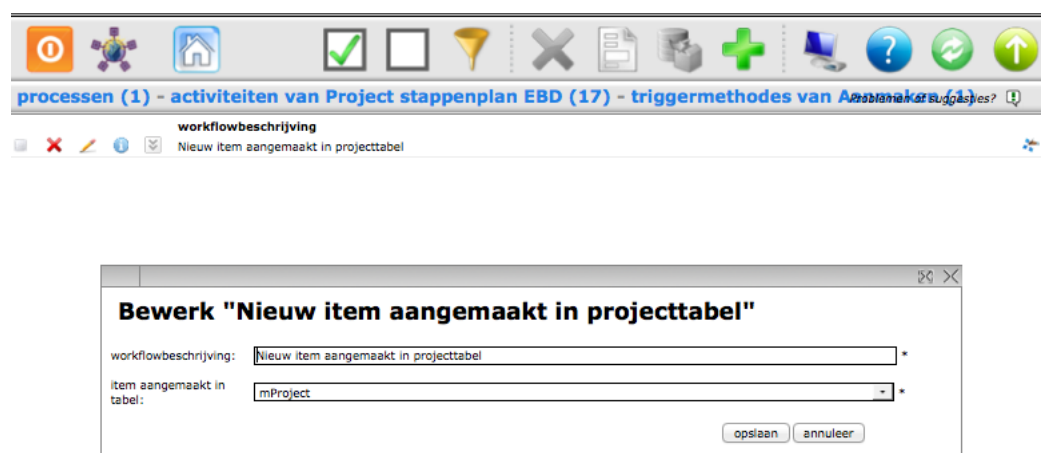 processen (1) - activiteiten van Project stappenplan EBD (17) - triggermethodes van Aanmaken (1)
Problemen of suggesties?
workflowbeschrijving
Nieuw item aangemaakt in projecttabel
Bewerk "Nieuw item aangemaakt in projecttabel"
workflowbeschrijving: Nieuw item aangemaakt in projecttabel *
item aangemaakt in
tabel: mProject *
opslaan annuleer